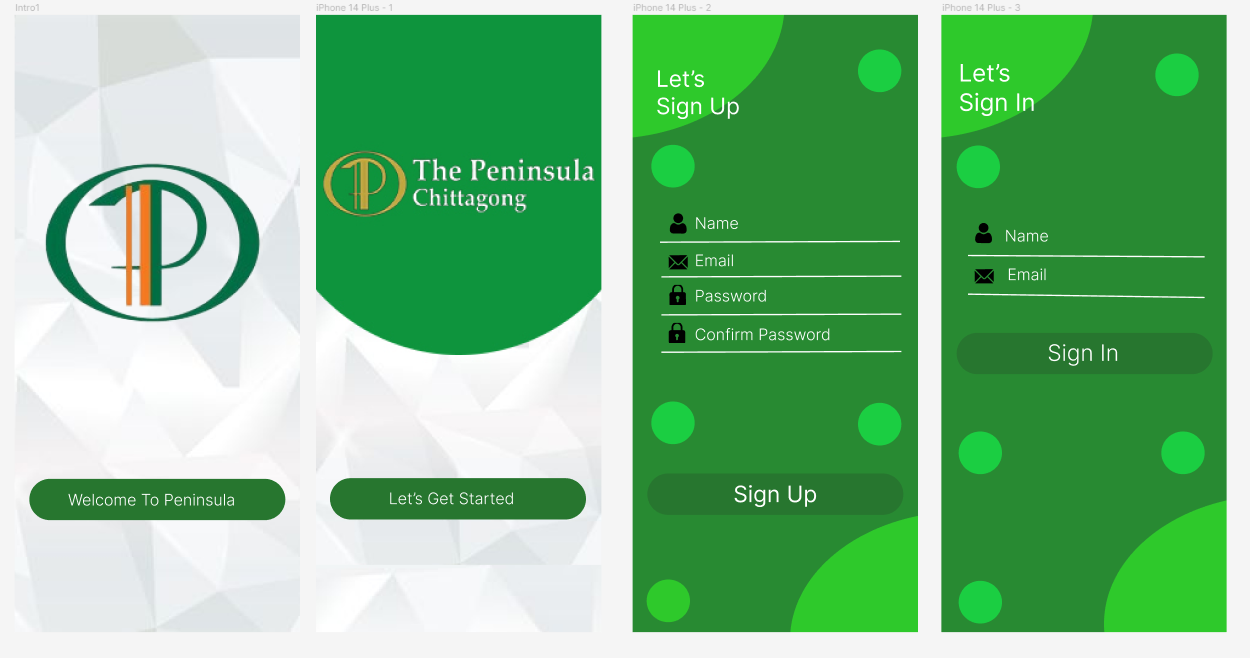 Intro1
iPhone 14 Plus - 1
iPhone 14 Plus - 2
iPhone 14 Plus - 3
Welcome To Peninsula
The Peninsula
Chittagong
Let's Get Started
Let's
Sign Up
Name
Email
Password
Confirm Password
Sign Up
Let's
Sign In
Name
Email
Sign In